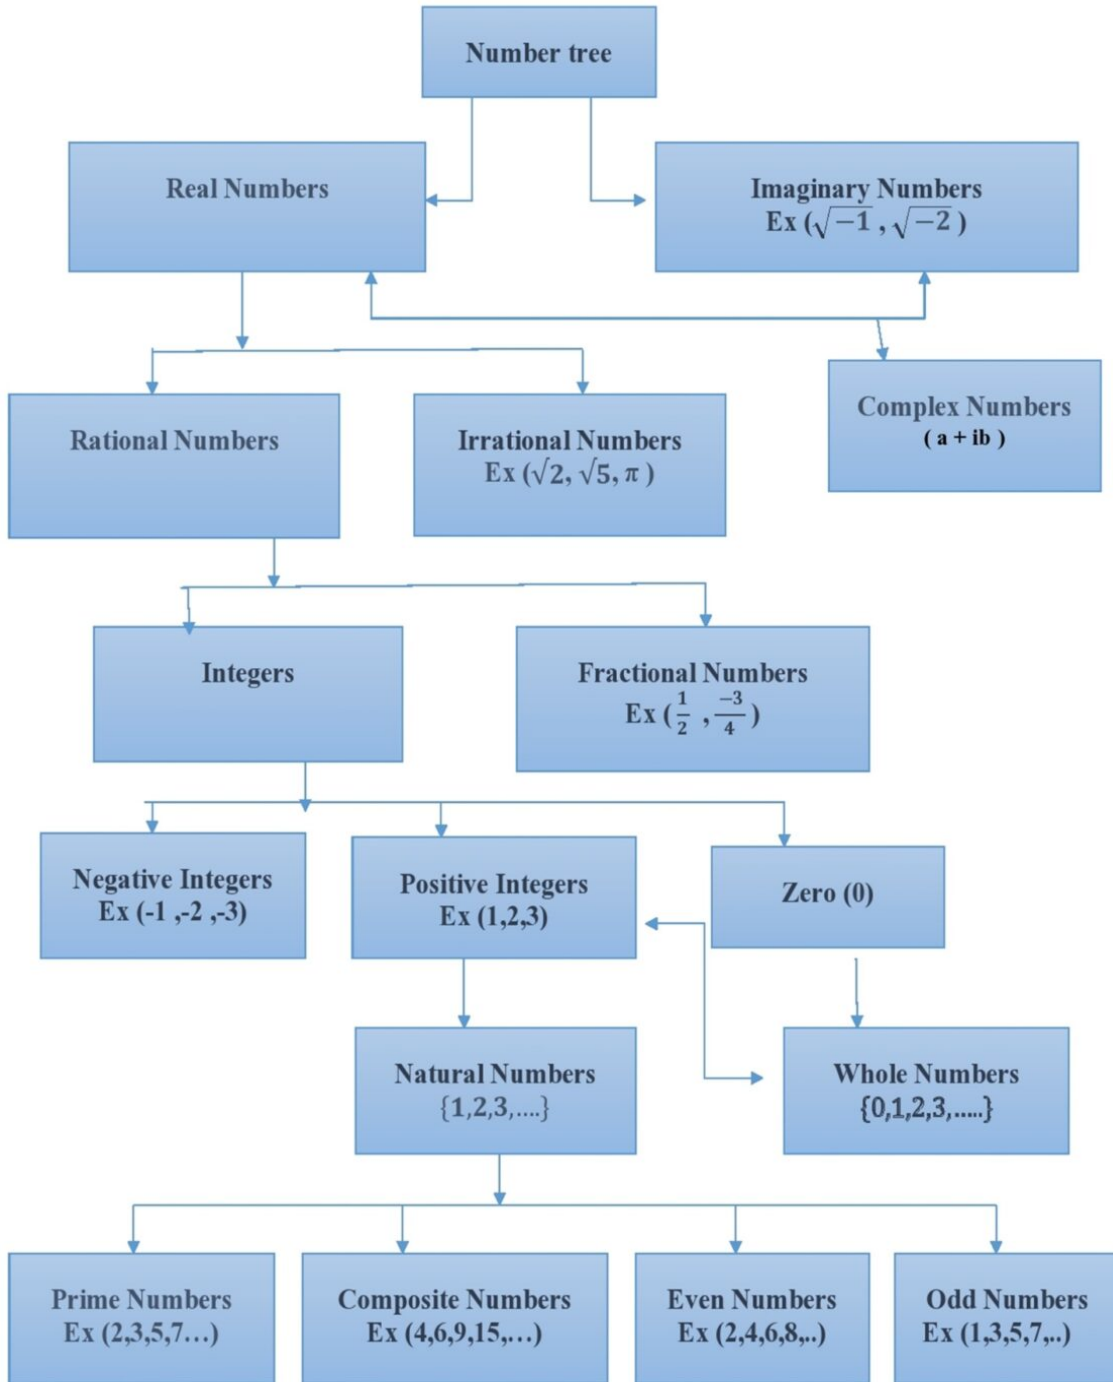 Number tree
Real Numbers
Imaginary Numbers
Ex (√−1 , √−2 )
Complex Numbers
( a + ib )
Rational Numbers
Irrational Numbers
Ex (√2, √5, π )
Integers
Fractional Numbers
Ex ( 1/2 , −3/4 )
Negative Integers
Ex (-1 ,-2 ,-3)
Positive Integers
Ex (1,2,3)
Zero (0)
Natural Numbers
{1,2,3,....}
Whole Numbers
{0,1,2,3,.....}
Prime Numbers
Ex (2,3,5,7...)
Composite Numbers
Ex (4,6,9,15,...)
Even Numbers
Ex (2,4,6,8,..)
Odd Numbers
Ex (1,3,5,7,..)